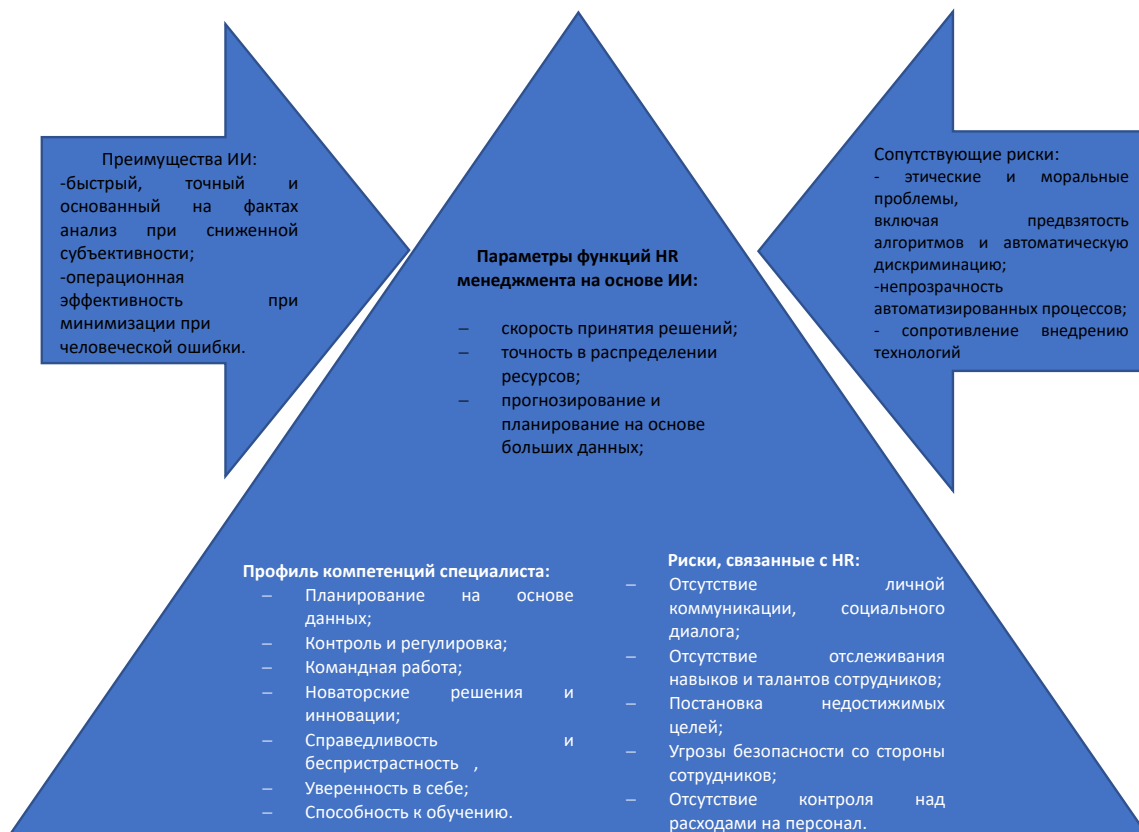 Преимущества ИИ:
-быстрый, точный и
основанный на фактах
анализ при сниженной
субъективности;
-операционная
эффективность при
минимизации при
человеческой ошибки.
Сопутствующие риски:
- этические и моральные
проблемы,
включая предвзятость
алгоритмов и автоматическую
дискриминацию;
-непрозрачность
автоматизированных процессов;
- сопротивление внедрению
технологий
Параметры функций HR
менеджмента на основе ИИ:
– скорость принятия решений;
– точность в распределении
ресурсов;
– прогнозирование и
планирование на основе
больших данных;
Профиль компетенций специалиста:
– Планирование на основе
данных;
– Контроль и регулировка;
– Командная работа;
– Новаторские решения и
инновации;
– Справедливость и
беспристрастность ,
– Уверенность в себе;
– Способность к обучению.
Риски, связанные с HR:
– Отсутствие личной
коммуникации, социального
диалога;
– Отсутствие отслеживания
навыков и талантов сотрудников;
– Постановка недостижимых
целей;
– Угрозы безопасности со стороны
сотрудников;
– Отсутствие контроля над
расходами на персонал.